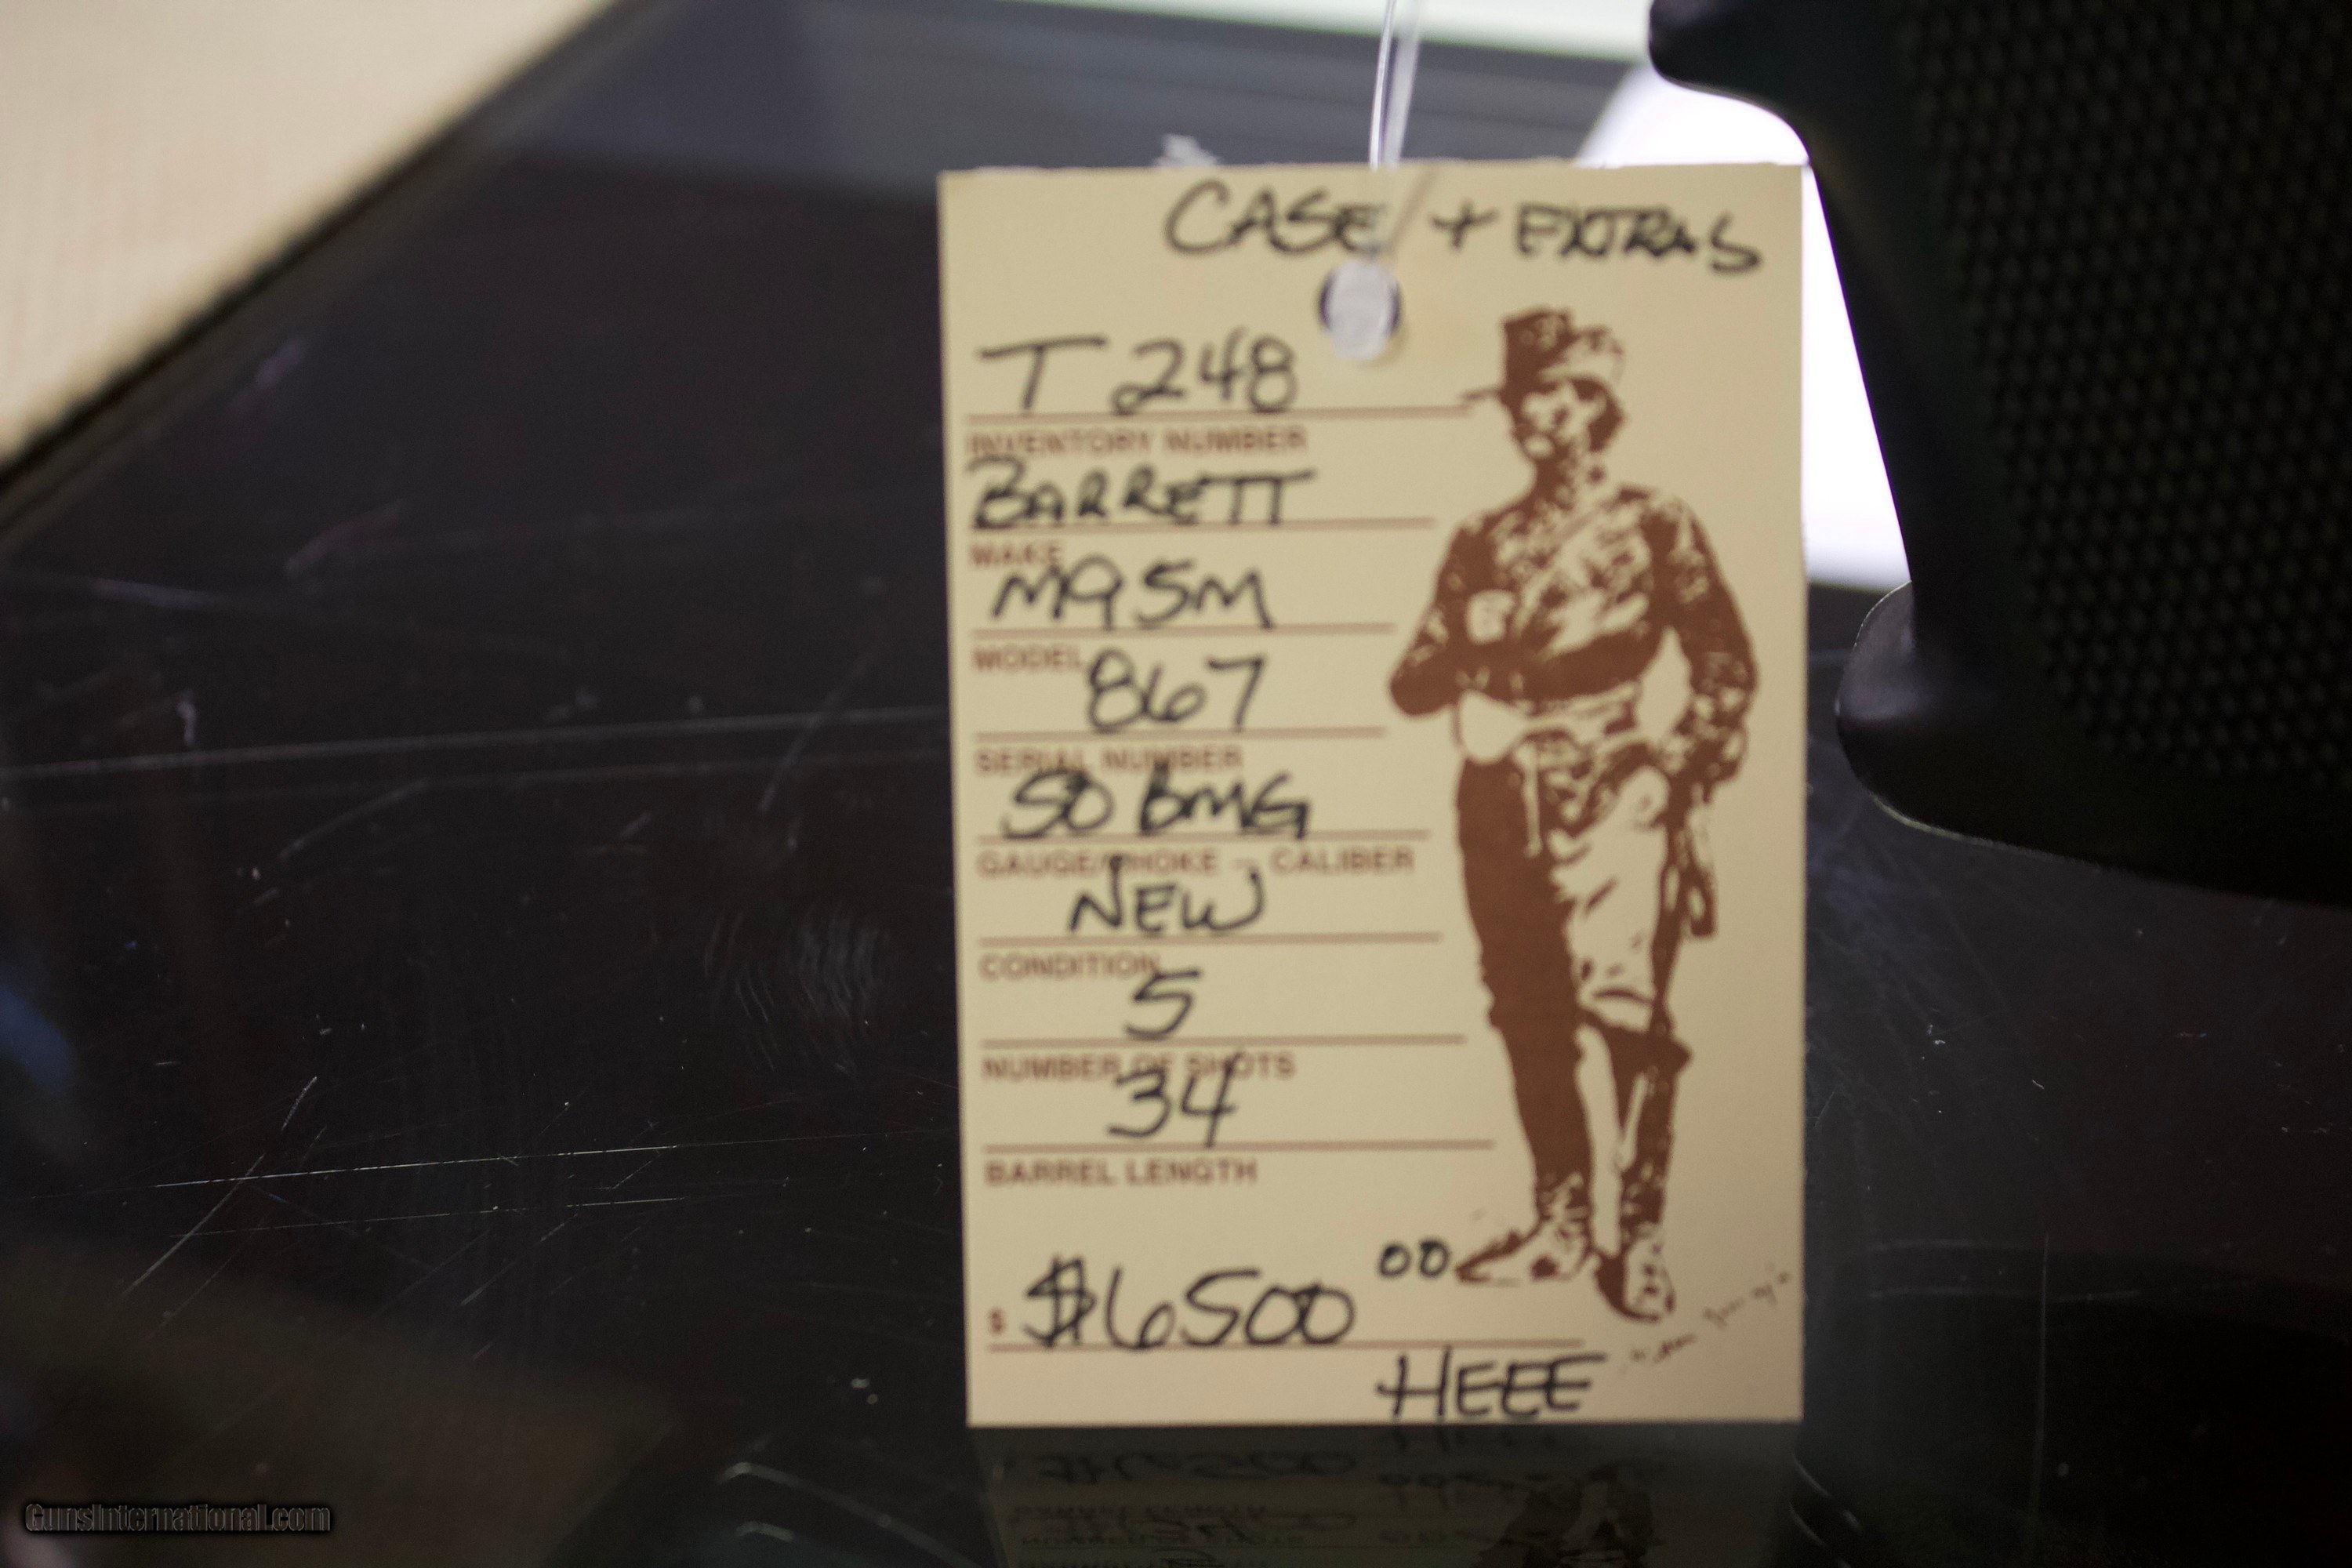 CASE + EXTRAS
T 248
INVENTORY NUMBER
BARRETT
MAKE
M95M
MODEL
867
SERIAL NUMBER
50 BMG
GAUGE/CHOKE — CALIBER
NEW
CONDITION
5
NUMBER OF SHOTS
34
BARREL LENGTH
$ $6500 00
HEEE
GunsInternational.com